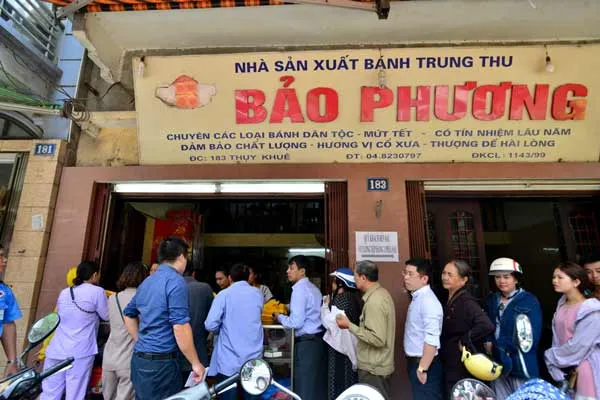 NHÀ SẢN XUẤT BÁNH TRUNG THU
BẢO PHƯƠNG
CHUYÊN CÁC LOẠI BÁNH DÂN TỘC - MỨT TẾT - CÓ TÍN NHIỆM LÂU NĂM
ĐẢM BẢO CHẤT LƯỢNG - HƯƠNG VỊ CỔ XƯA - THƯỢNG ĐẾ HÀI LÒNG
ĐC: 183 THỤY KHUÊ ĐT: 04.8230797 ĐKCL: 1143/99
181
183